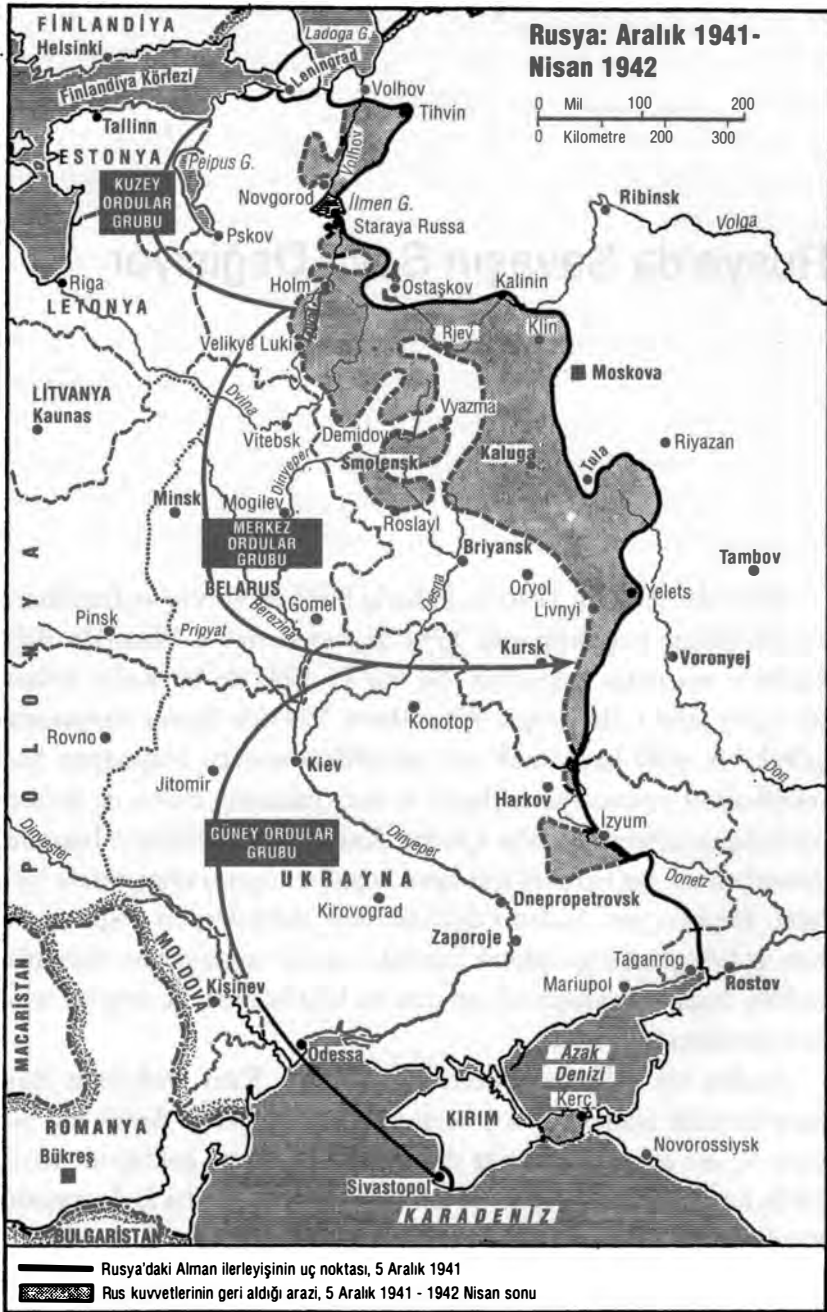 Rusya: Aralık 1941-
Nisan 1942
0 Mil 100 200
0 Kilometre 200 300
FİNLANDİYA
Helsinki
Ladoga G.
Finlandiya Körlezi
Leningrad
Volhov
Tihvin
Tallinn
ESTONYA
Peipus G.
Volhov
KUZEY
ORDULAR
GRUBU
Novgorod
İlmen G.
Staraya Russa
Ribinsk
Volga
Pskov
Riga
LETONYA
Holm
Ostaşkov
Kalinin
Velikye Luki
Rjev
Klin
Moskova
LİTVANYA
Kaunas
Dvina
Vitebsk
Demidov
Dinyeper
Vyazma
Smolensk
Kaluga
Tula
Riyazan
Minsk
Mogilev
Roslayl
MERKEZ
ORDULAR
GRUBU
Briyansk
Tambov
BELARUS
Berezina
Gomel
Desna
Oryol
Livnyi
Yelets
Pinsk
Pripyat
Kursk
Voronyej
POLONYA
Rovno
Konotop
Don
Jitomir
Kiev
Harkov
İzyum
Dinyester
GÜNEY ORDULAR
GRUBU
Dinyeper
UKRAYNA
Donetz
Kirovograd
Dnepropetrovsk
Zaporoje
MOLDOVA
Taganrog
Mariupol
Rostov
Kişinev
MACARİSTAN
Odessa
Azak
Denizi
Kerç
ROMANYA
KIRIM
Bükreş
Novorossiysk
Sivastopol
KARADENİZ
BULGARİSTAN
Rusya'daki Alman ilerleyişinin uç noktası, 5 Aralık 1941
Rus kuvvetlerinin geri aldığı arazi, 5 Aralık 1941 - 1942 Nisan sonu